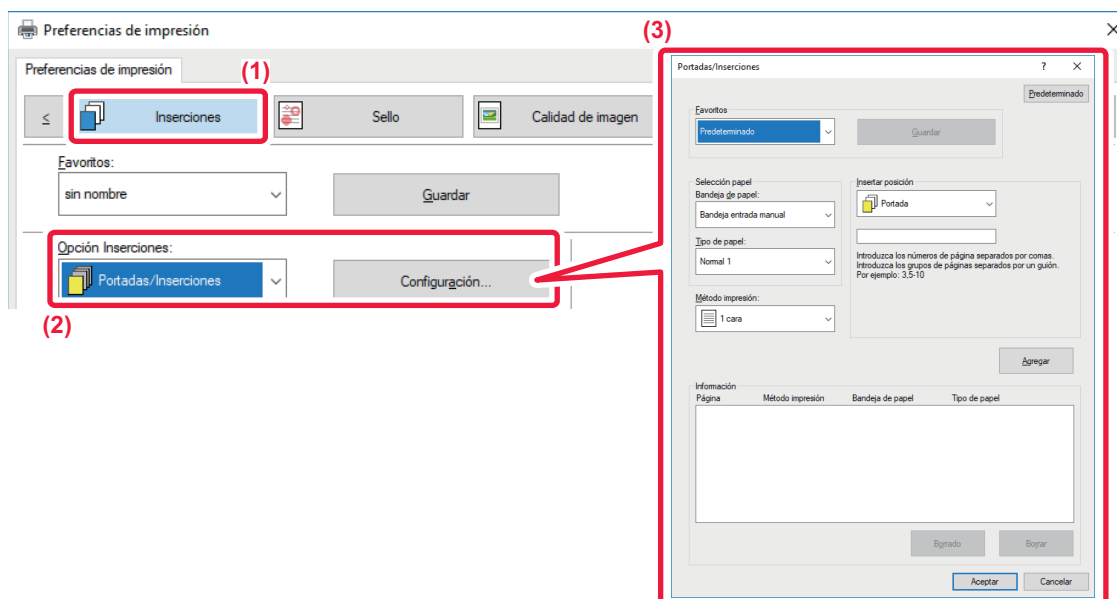 Preferencias de impresión
Preferencias de impresión
(1)
<
Inserciones
Sello
Calidad de imagen
Favoritos:
sin nombre
Guardar
Opción Inserciones:
Portadas/Inserciones
Configuración...
(2)
(3)
Portadas/Inserciones
?
Predeterminado
Favoritos
Predeterminado
Guardar
Selección papel
Bandeja de papel:
Bandeja entrada manual
Tipo de papel:
Normal 1
Método impresión:
1 cara
Insertar posición
Portada
Introduzca los números de página separados por comas.
Introduzca los grupos de páginas separados por un guión.
Por ejemplo: 3,5-10
Agregar
Información
Página Método impresión Bandeja de papel Tipo de papel
Borrado
Borrar
Aceptar
Cancelar